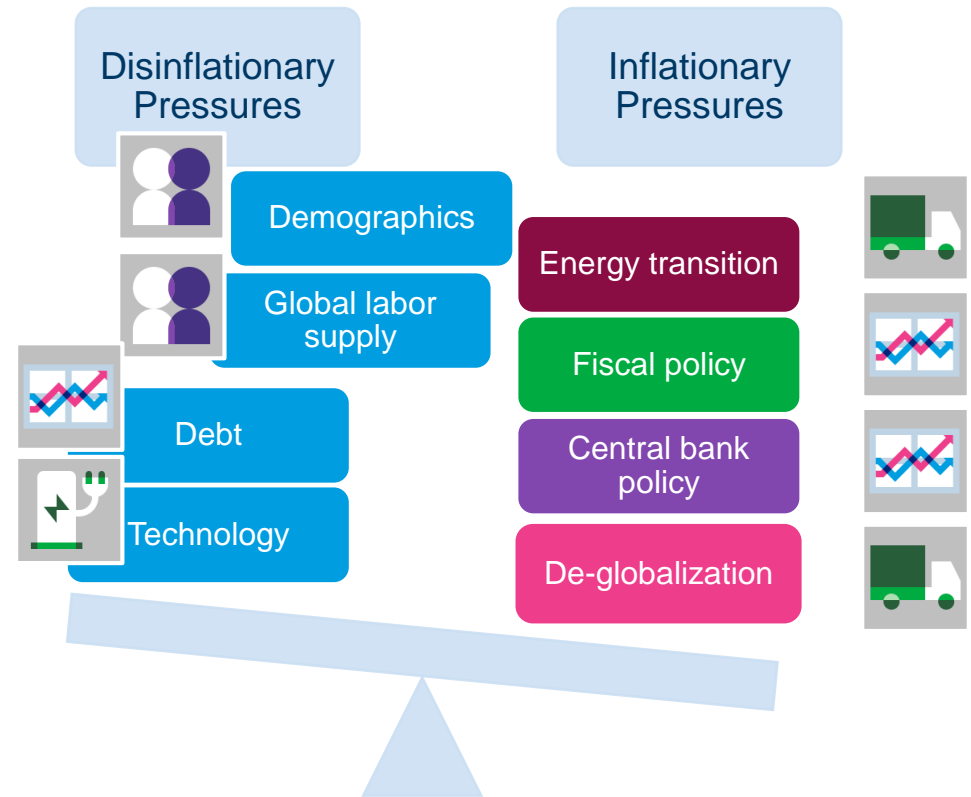 Disinflationary
Pressures
Inflationary
Pressures
Demographics
Global labor
supply
Debt
Technology
Energy transition
Fiscal policy
Central bank
policy
De-globalization